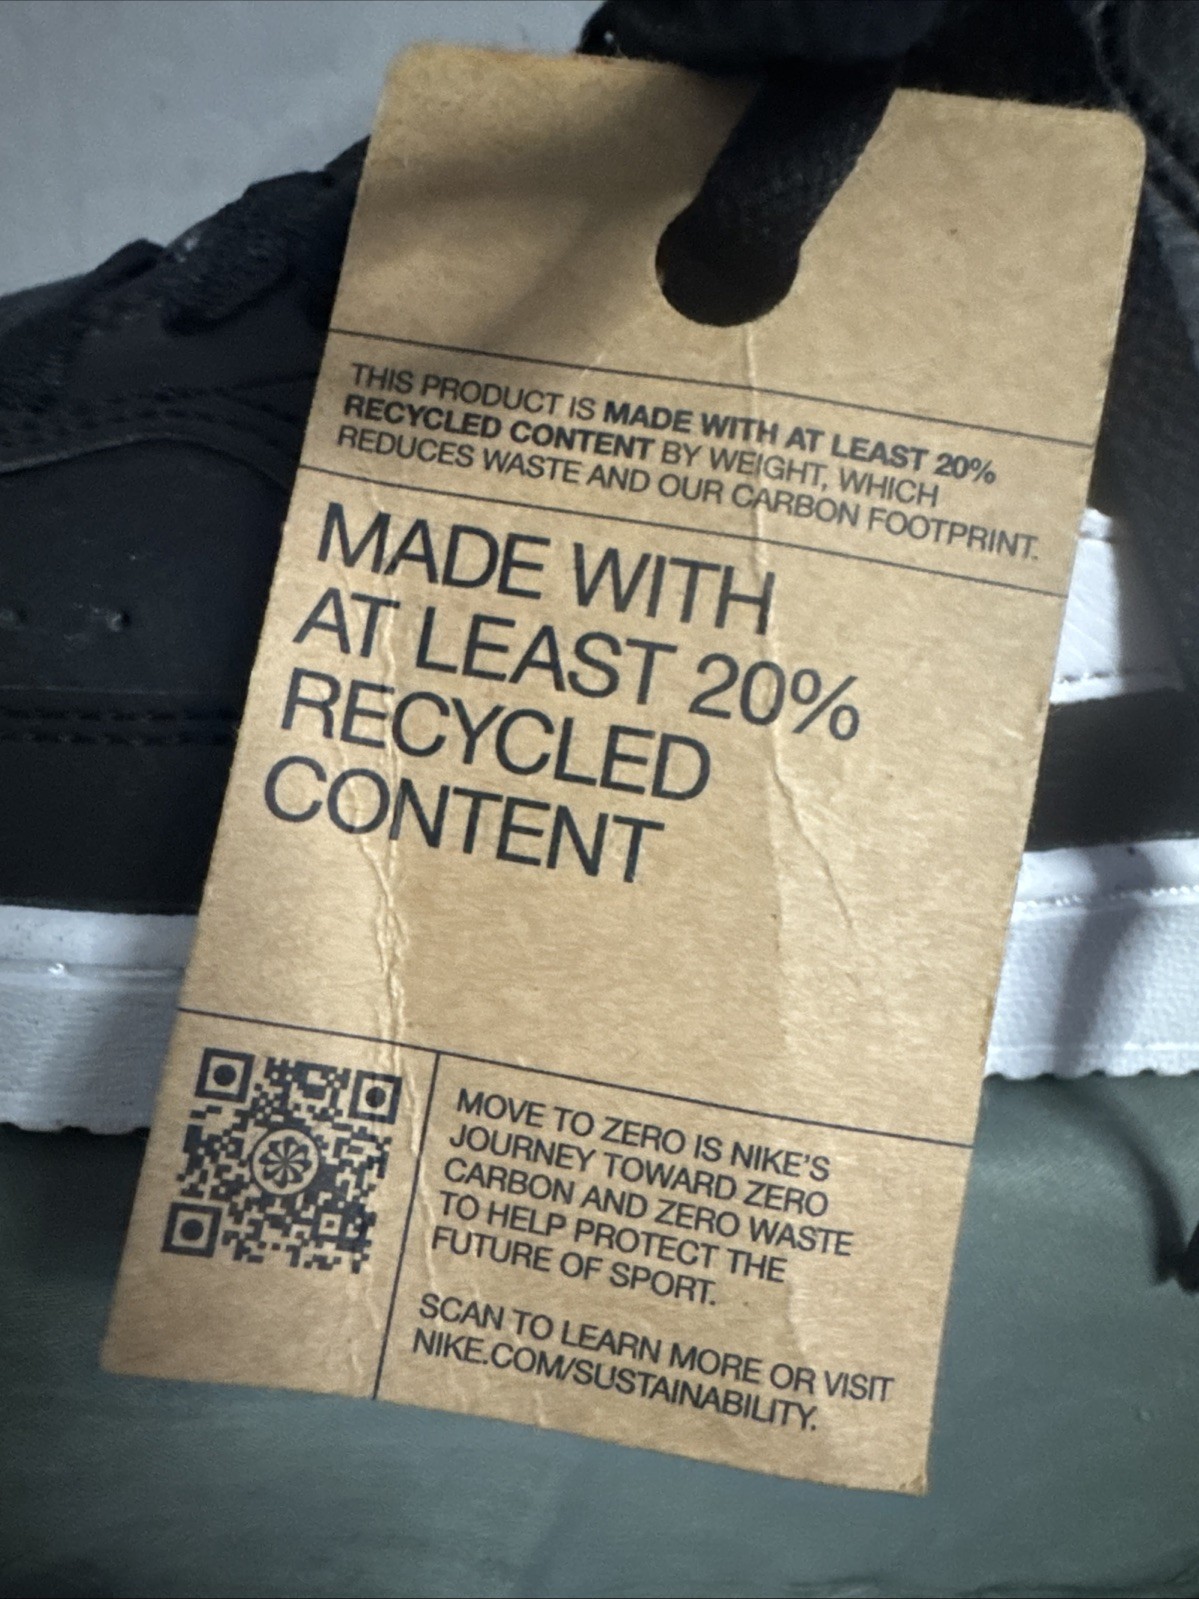 THIS PRODUCT IS MADE WITH AT LEAST 20%
RECYCLED CONTENT BY WEIGHT, WHICH
REDUCES WASTE AND OUR CARBON FOOTPRINT.
MADE WITH
AT LEAST 20%
RECYCLED
CONTENT
MOVE TO ZERO IS NIKE'S
JOURNEY TOWARD ZERO
CARBON AND ZERO WASTE
TO HELP PROTECT THE
FUTURE OF SPORT.
SCAN TO LEARN MORE OR VISIT
NIKE.COM/SUSTAINABILITY.